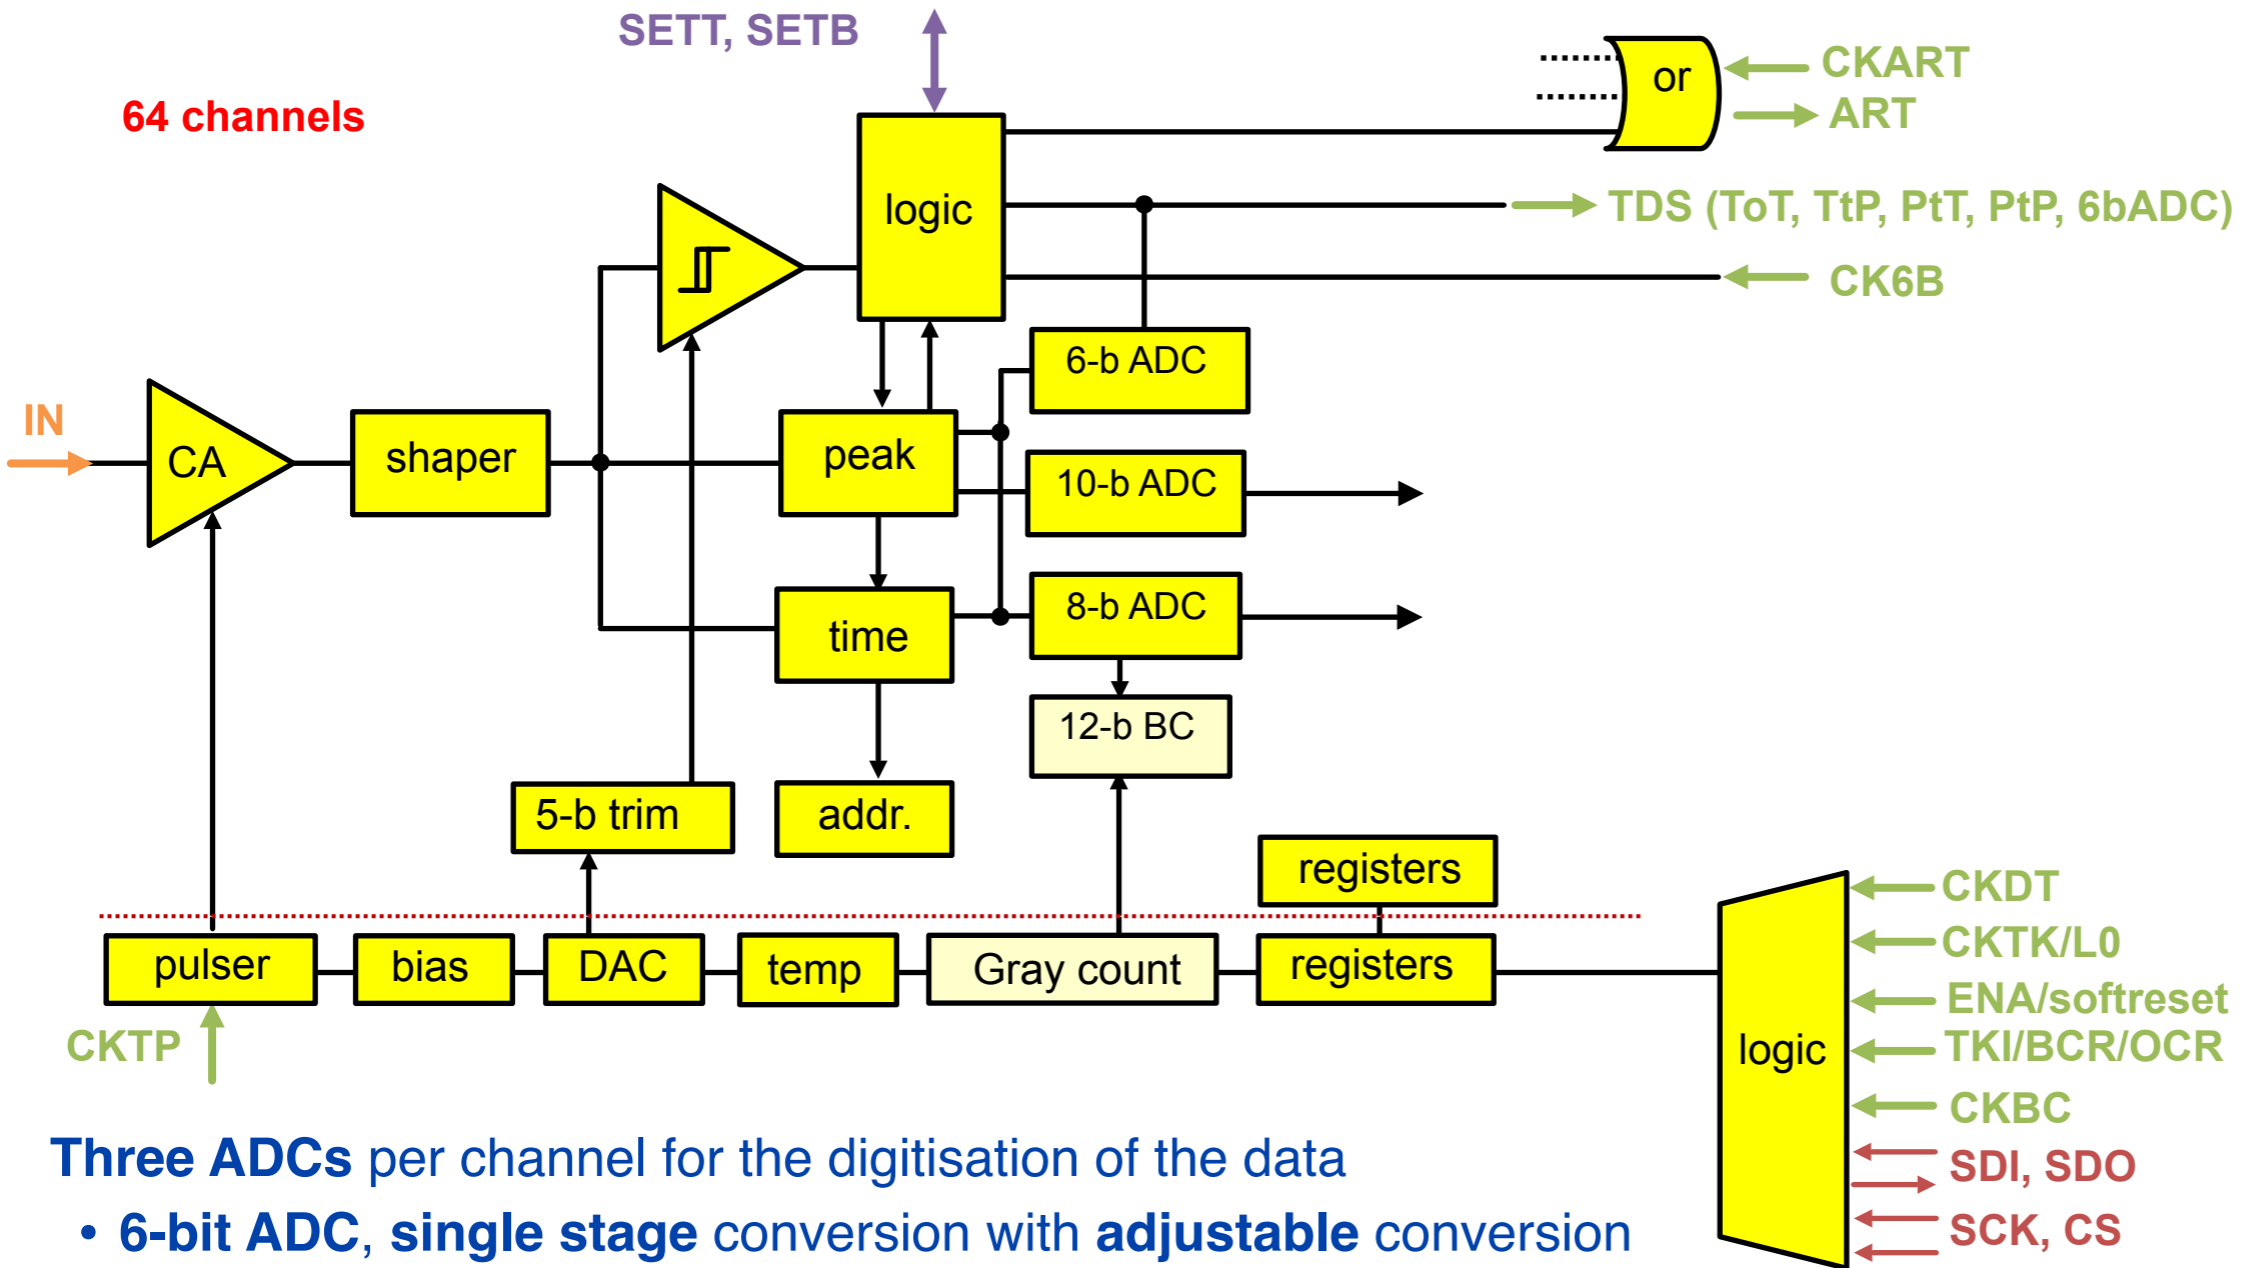 SETT, SETB
64 channels
or
CKART
ART
logic
TDS (ToT, TtP, PtT, PtP, 6bADC)
CK6B
6-b ADC
IN
CA
shaper
peak
10-b ADC
8-b ADC
time
12-b BC
5-b trim
addr.
registers
pulser
bias
DAC
temp
Gray count
registers
CKTP
logic
CKDT
CKTK/L0
ENA/softreset
TKI/BCR/OCR
CKBC
SDI, SDO
SCK, CS
Three ADCs per channel for the digitisation of the data
• 6-bit ADC, single stage conversion with adjustable conversion